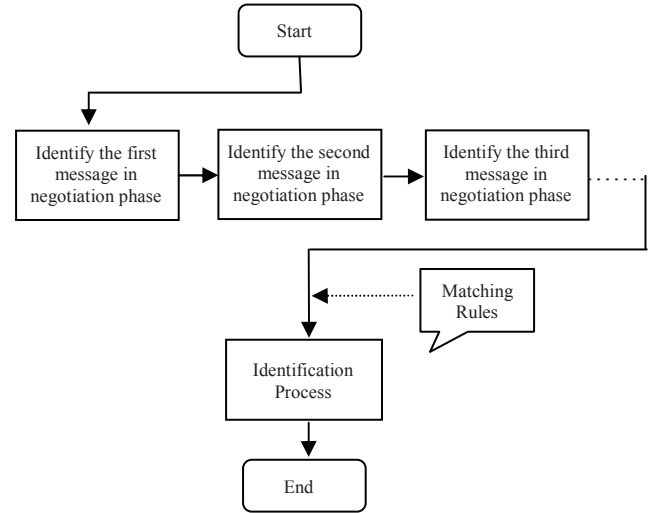 Start
Identify the first
message in
negotiation phase
Identify the second
message in
negotiation phase
Identify the third
message in
negotiation phase
Matching
Rules
Identification
Process
End